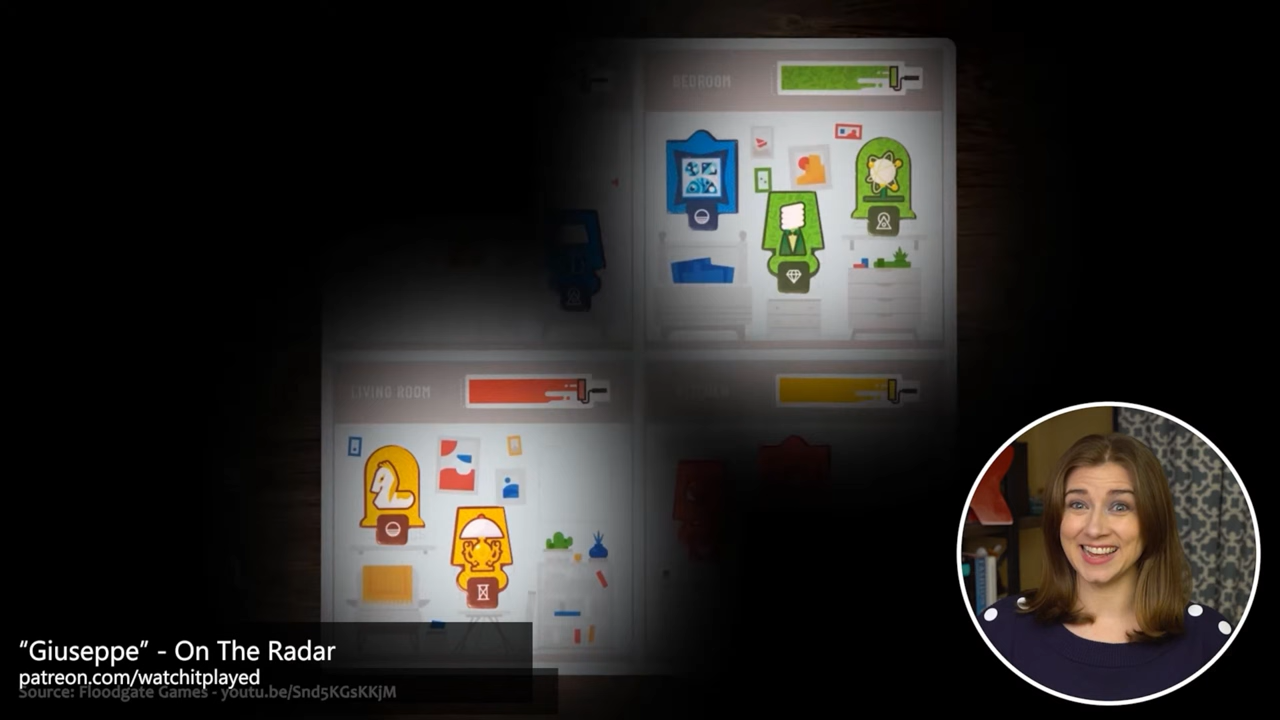 BEDROOM
LIVING ROOM
"Giuseppe" - On The Radar
patreon.com/watchitplayed
Source: Floodgate Games - youtu.be/Snd5KGsKKjM